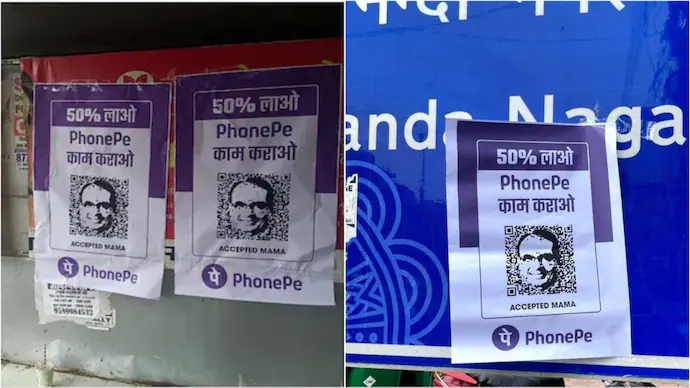 50% लाओ
PhonePe
काम कराओ
ACCEPTED MAMA
पे PhonePe
50% लाओ
PhonePe
काम कराओ
ACCEPTED MAMA
पे PhonePe
9589984533
anda Naga
50% लाओ
PhonePe
काम कराओ
ACCEPTED MAMA
पे PhonePe